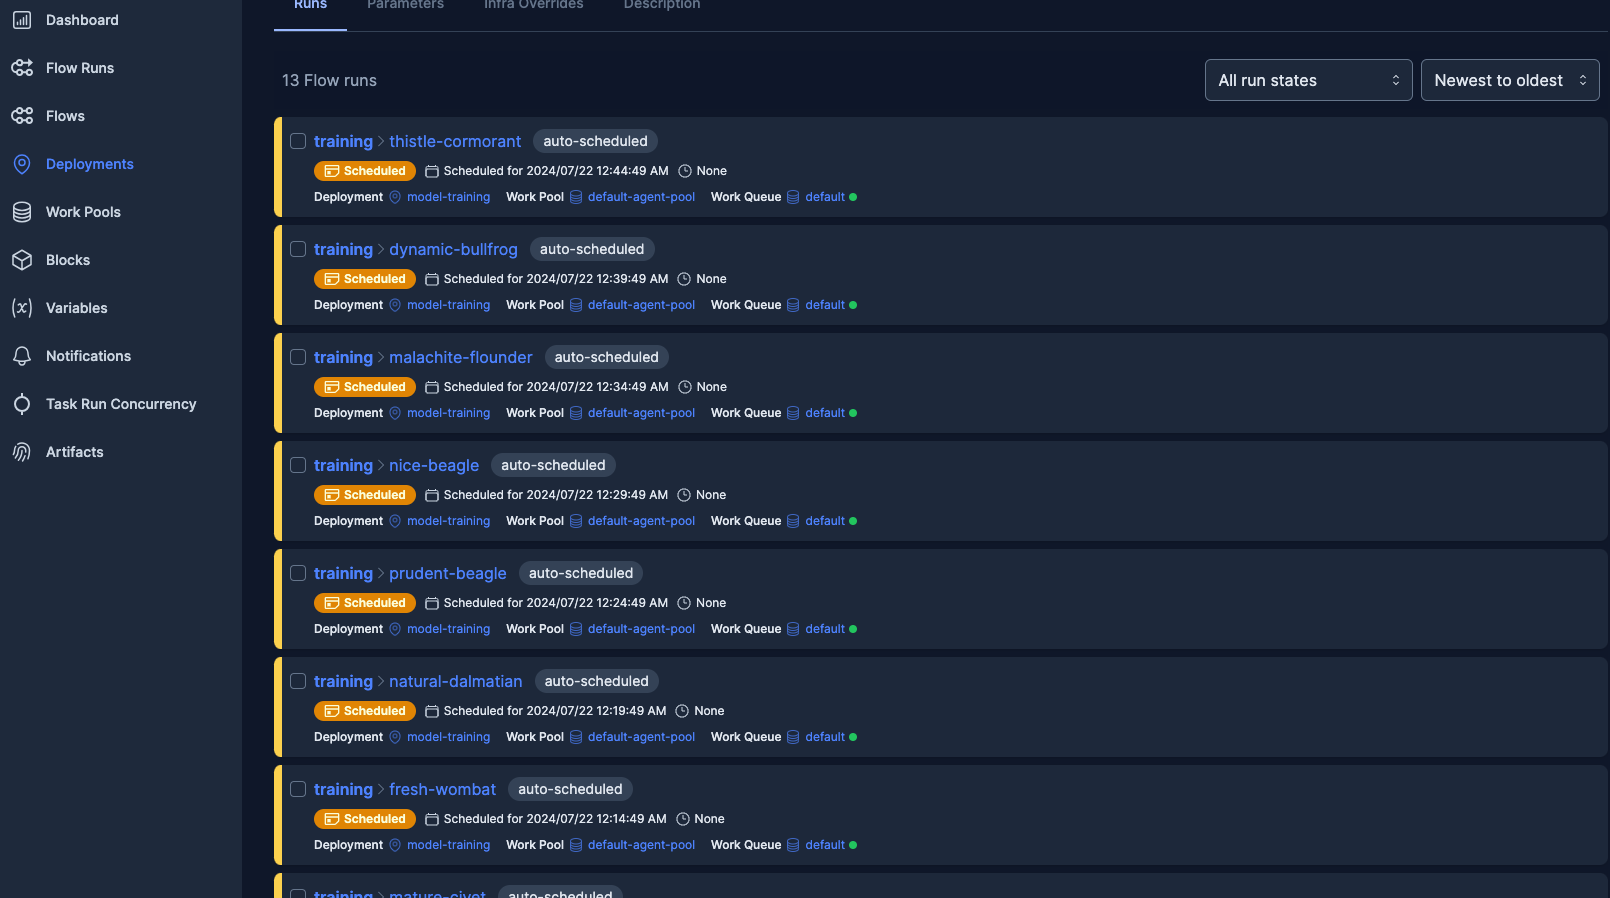 Dashboard
Flow Runs
Flows
Deployments
Work Pools
Blocks
Variables
Notifications
Task Run Concurrency
Artifacts
Runs Parameters Infra Overrides Description
13 Flow runs All run states Newest to oldest
training thistle-cormorant auto-scheduled
Scheduled Scheduled for 2024/07/22 12:44:49 AM None
Deployment model-training Work Pool default-agent-pool Work Queue default
training dynamic-bullfrog auto-scheduled
Scheduled Scheduled for 2024/07/22 12:39:49 AM None
Deployment model-training Work Pool default-agent-pool Work Queue default
training malachite-flounder auto-scheduled
Scheduled Scheduled for 2024/07/22 12:34:49 AM None
Deployment model-training Work Pool default-agent-pool Work Queue default
training nice-beagle auto-scheduled
Scheduled Scheduled for 2024/07/22 12:29:49 AM None
Deployment model-training Work Pool default-agent-pool Work Queue default
training prudent-beagle auto-scheduled
Scheduled Scheduled for 2024/07/22 12:24:49 AM None
Deployment model-training Work Pool default-agent-pool Work Queue default
training natural-dalmatian auto-scheduled
Scheduled Scheduled for 2024/07/22 12:19:49 AM None
Deployment model-training Work Pool default-agent-pool Work Queue default
training fresh-wombat auto-scheduled
Scheduled Scheduled for 2024/07/22 12:14:49 AM None
Deployment model-training Work Pool default-agent-pool Work Queue default
training mature-civet auto-scheduled